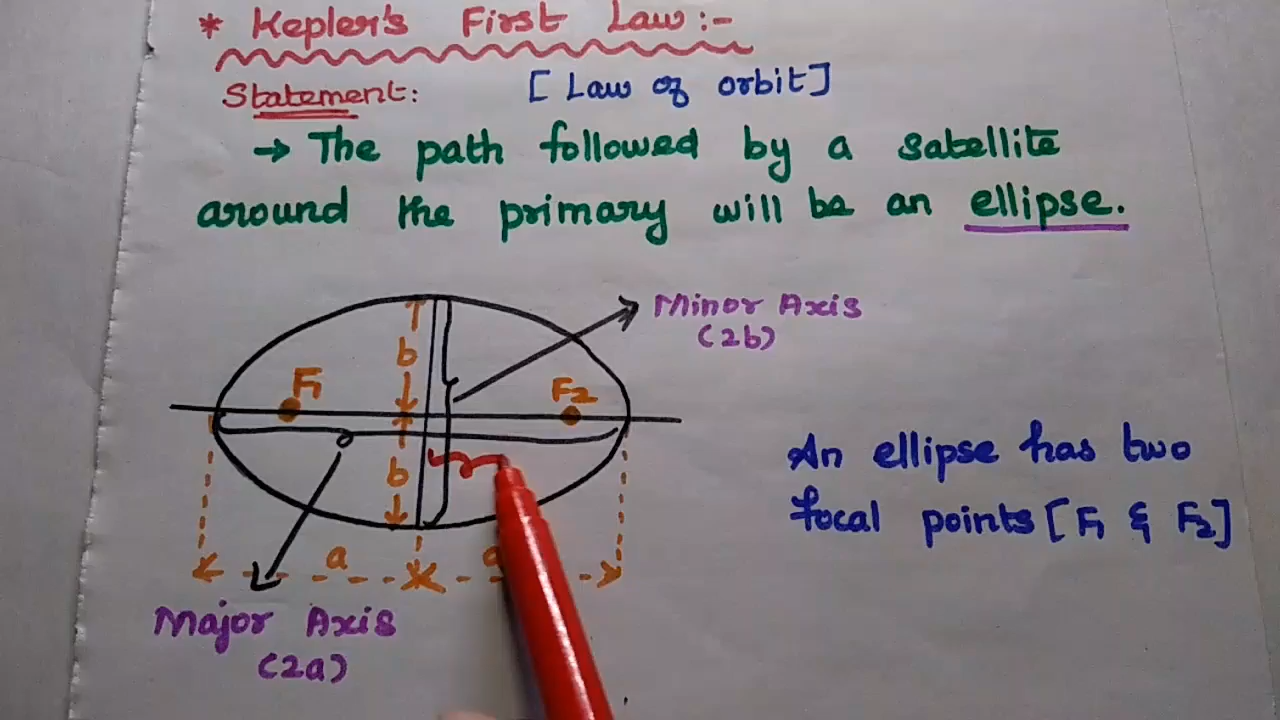 * Kepler's First Law:-
Statement: [Law of orbit]
→ The path followed by a satellite
around the primary will be an ellipse.
Minor Axis
(2b)
b
F1
F2
b
An ellipse has two
focal points [F1 & F2]
a
a
Major Axis
(2a)